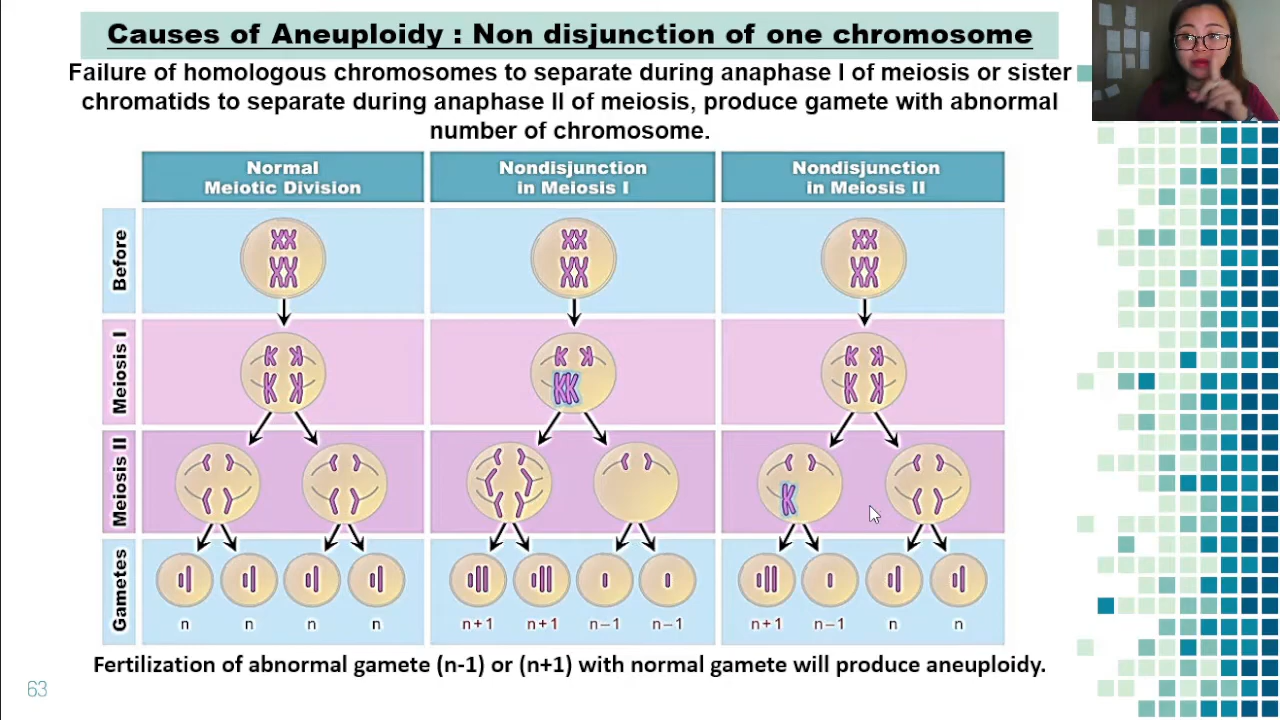 Causes of Aneuploidy : Non disjunction of one chromosome
Failure of homologous chromosomes to separate during anaphase I of meiosis or sister
chromatids to separate during anaphase II of meiosis, produce gamete with abnormal
number of chromosome.
Normal
Meiotic Division
Nondisjunction
in Meiosis I
Nondisjunction
in Meiosis II
Before
Meiosis I
Meiosis II
Gametes
n n n n n+1 n+1 n−1 n−1 n+1 n−1 n n
Fertilization of abnormal gamete (n-1) or (n+1) with normal gamete will produce aneuploidy.
63